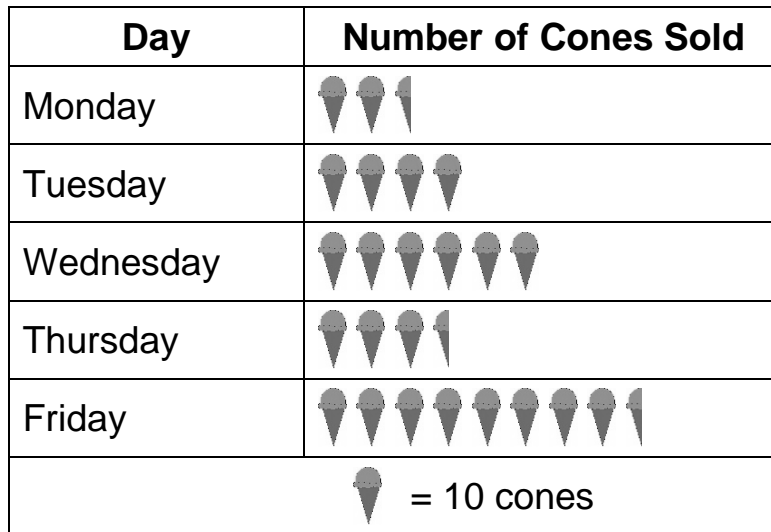 Day Number of Cones Sold
Monday
Tuesday
Wednesday
Thursday
Friday
= 10 cones